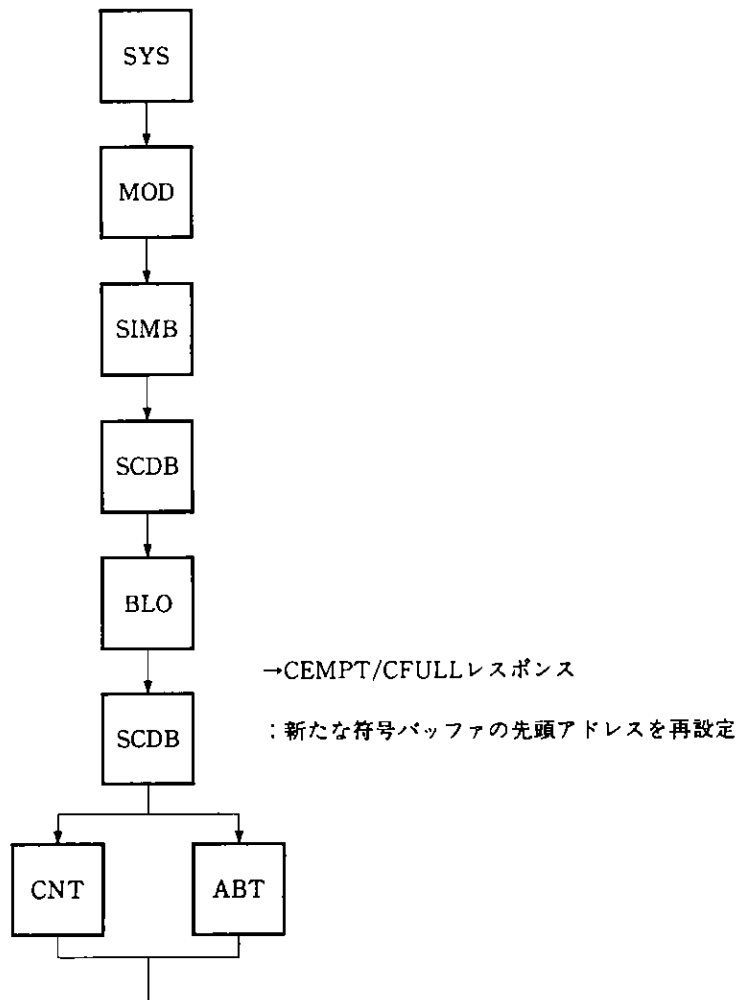 SYS
MOD
SIMB
SCDB
BLO
→CEMPT/CFULLレスポンス
SCDB
：新たな符号バッファの先頭アドレスを再設定
CNT
ABT